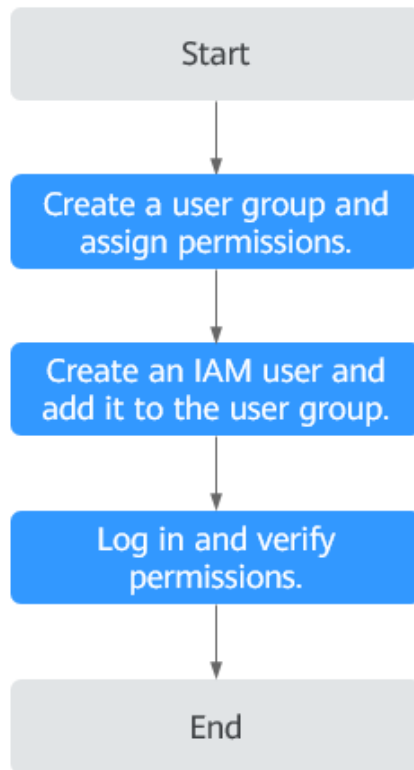 Start
Create a user group and
assign permissions.
Create an IAM user and
add it to the user group.
Log in and verify
permissions.
End